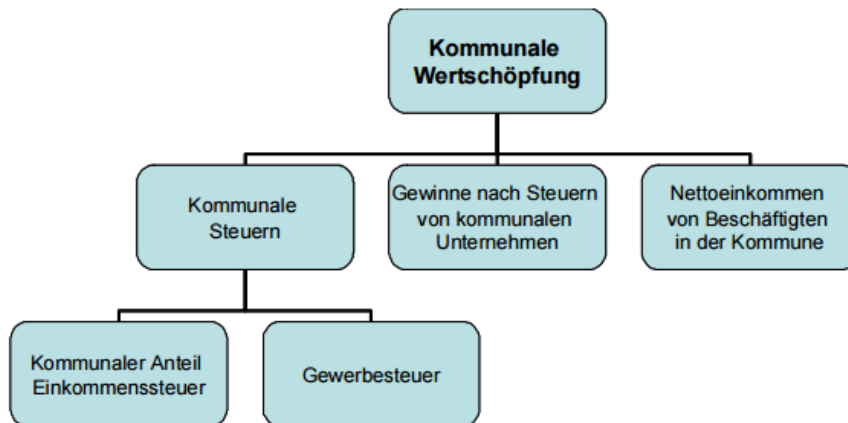 Kommunale
Wertschöpfung
Kommunale
Steuern
Gewinne nach Steuern
von kommunalen
Unternehmen
Nettoeinkommen
von Beschäftigten
in der Kommune
Kommunaler Anteil
Einkommenssteuer
Gewerbesteuer